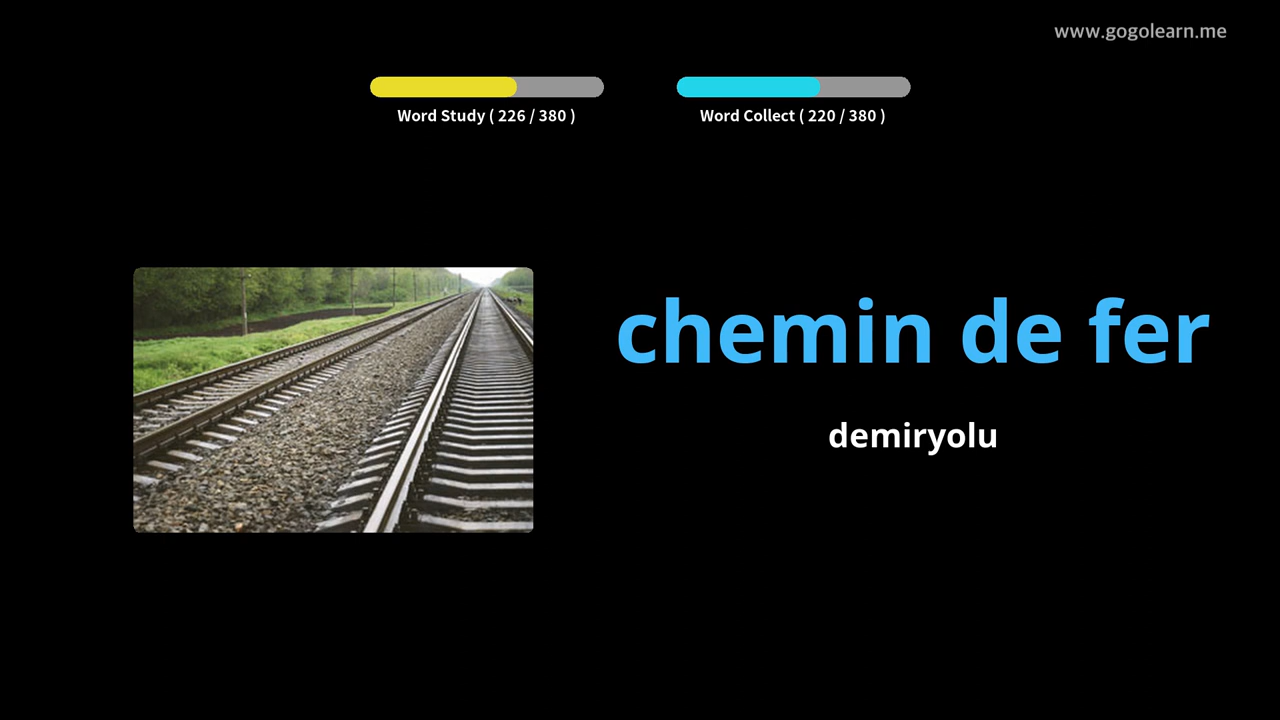 www.gogolearn.me
Word Study ( 226 / 380 )
Word Collect ( 220 / 380 )
chemin de fer
demiryolu